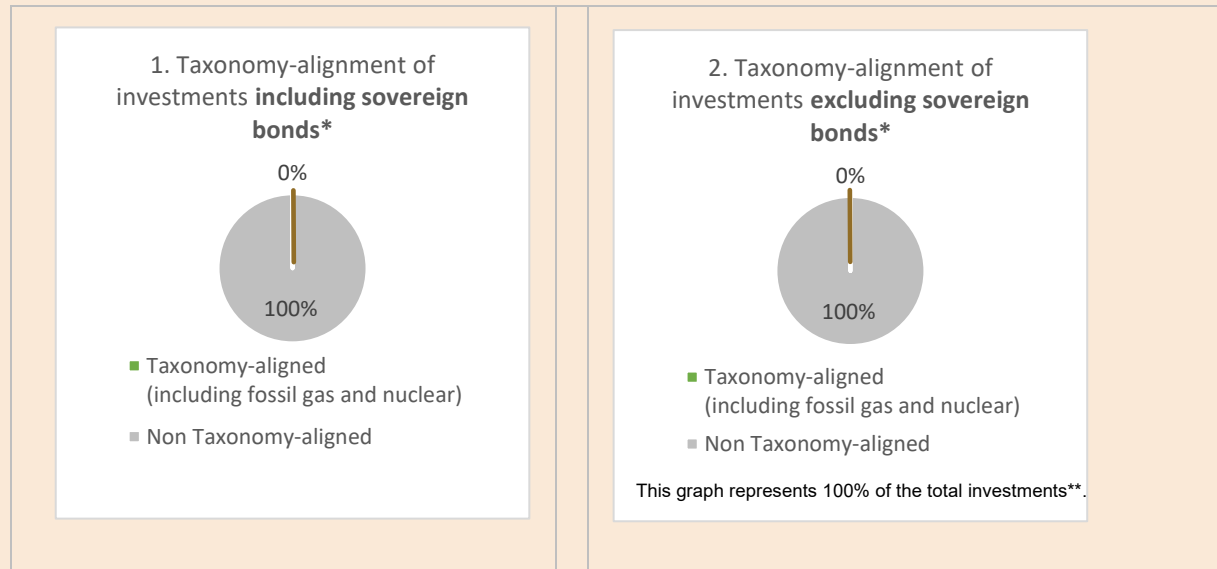 1. Taxonomy-alignment of
investments including sovereign
bonds*
0%
100%
Taxonomy-aligned
(including fossil gas and nuclear)
Non Taxonomy-aligned
2. Taxonomy-alignment of
investments excluding sovereign
bonds*
0%
100%
Taxonomy-aligned
(including fossil gas and nuclear)
Non Taxonomy-aligned
This graph represents 100% of the total investments**.